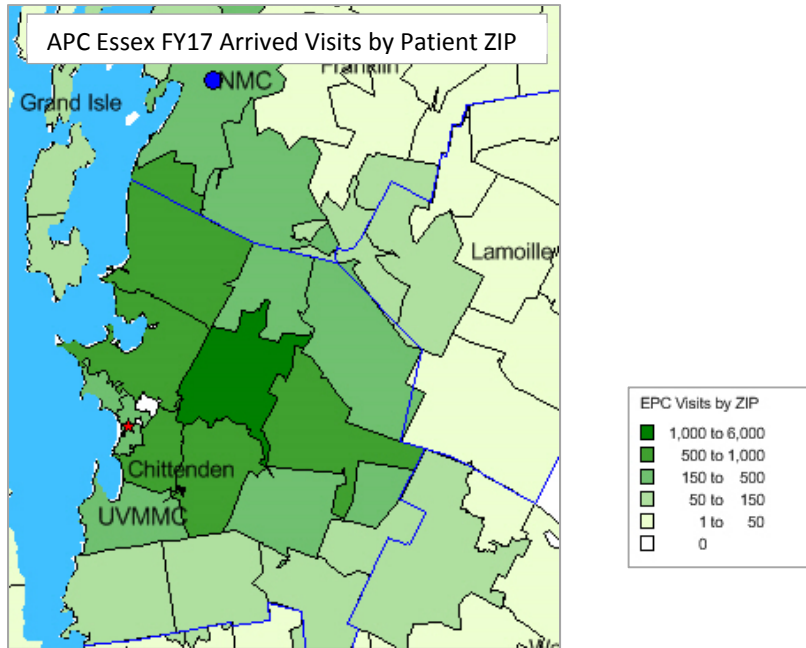 APC Essex FY17 Arrived Visits by Patient ZIP
Franklin
NMC
Grand Isle
Lamoille
Chittenden
UVMMC
EPC Visits by ZIP
1,000 to 6,000
500 to 1,000
150 to 500
50 to 150
1 to 50
0